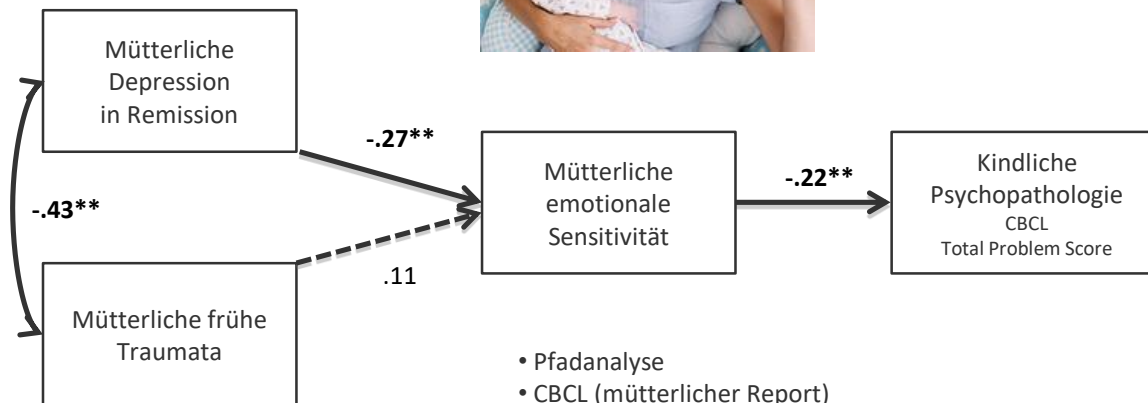 Mütterliche
Depression
in Remission
-.27**
-.43**
Mütterliche
emotionale
Sensitivität
-.22**
Kindliche
Psychopathologie
CBCL
Total Problem Score
.11
Mütterliche frühe
Traumata
• Pfadanalyse
• CBCL (mütterlicher Report)